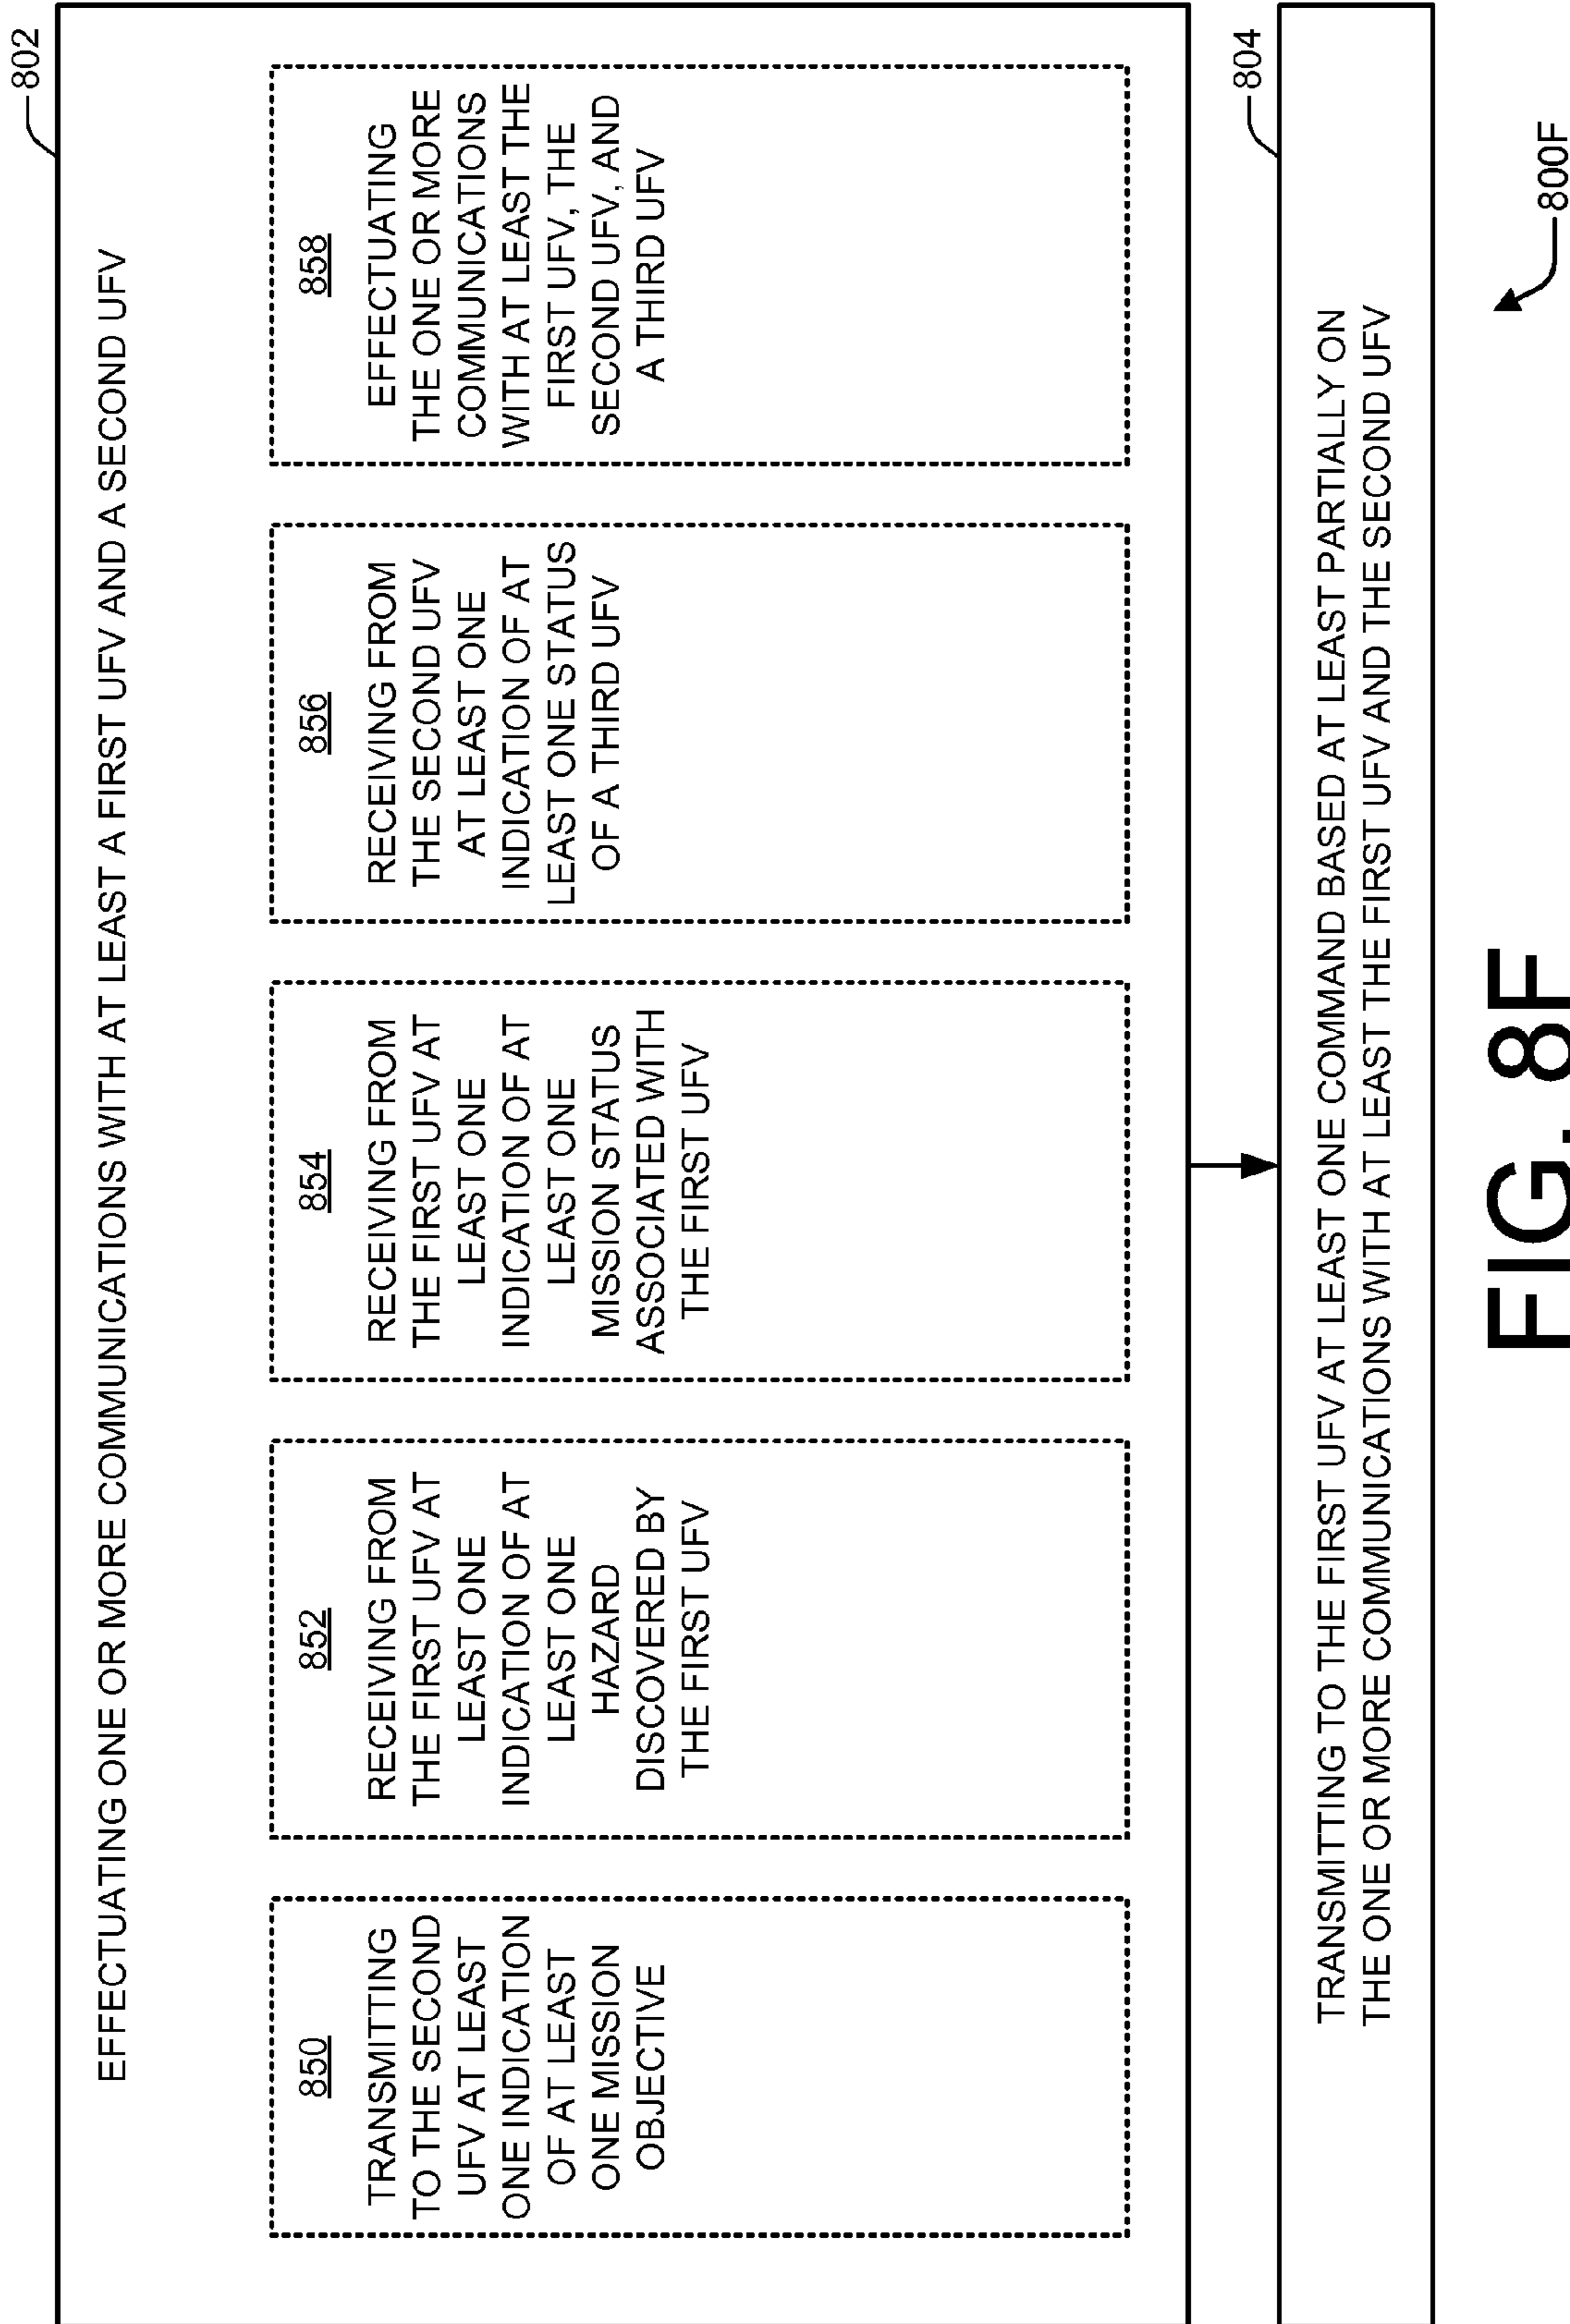 802
EFFECTUATING ONE OR MORE COMMUNICATIONS WITH AT LEAST A FIRST UFV AND A SECOND UFV
850
TRANSMITTING
TO THE SECOND
UFV AT LEAST
ONE INDICATION
OF AT LEAST
ONE MISSION
OBJECTIVE
852
RECEIVING FROM
THE FIRST UFV AT
LEAST ONE
INDICATION OF AT
LEAST ONE
HAZARD
DISCOVERED BY
THE FIRST UFV
854
RECEIVING FROM
THE FIRST UFV AT
LEAST ONE
INDICATION OF AT
LEAST ONE
MISSION STATUS
ASSOCIATED WITH
THE FIRST UFV
856
RECEIVING FROM
THE SECOND UFV
AT LEAST ONE
INDICATION OF AT
LEAST ONE STATUS
OF A THIRD UFV
858
EFFECTUATING
THE ONE OR MORE
COMMUNICATIONS
WITH AT LEAST THE
FIRST UFV, THE
SECOND UFV, AND
A THIRD UFV
804
TRANSMITTING TO THE FIRST UFV AT LEAST ONE COMMAND BASED AT LEAST PARTIALLY ON
THE ONE OR MORE COMMUNICATIONS WITH AT LEAST THE FIRST UFV AND THE SECOND UFV
800F
FIG. 8F